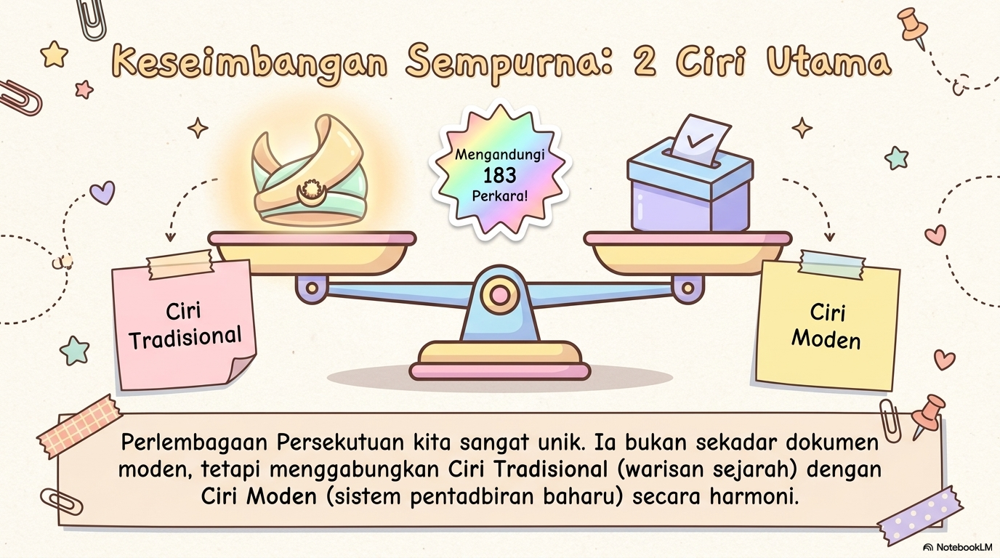 Keseimbangan Sempurna: 2 Ciri Utama
Mengandungi
183
Perkara!
Ciri
Tradisional
Ciri
Moden
Perlembagaan Persekutuan kita sangat unik. Ia bukan sekadar dokumen
moden, tetapi menggabungkan Ciri Tradisional (warisan sejarah) dengan
Ciri Moden (sistem pentadbiran baharu) secara harmoni.
NotebookLM